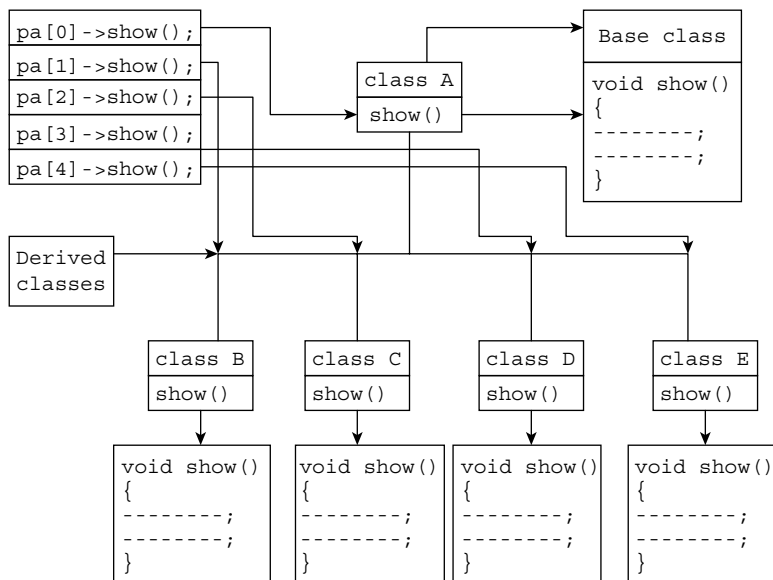 pa[0]->show();
pa[1]->show();
pa[2]->show();
pa[3]->show();
pa[4]->show();
class A
show()
Base class
void show()
{
--------;
--------;
}
Derived
classes
class B
show()
class C
show()
class D
show()
class E
show()
void show()
{
--------;
--------;
}
void show()
{
--------;
--------;
}
void show()
{
--------;
--------;
}
void show()
{
--------;
--------;
}